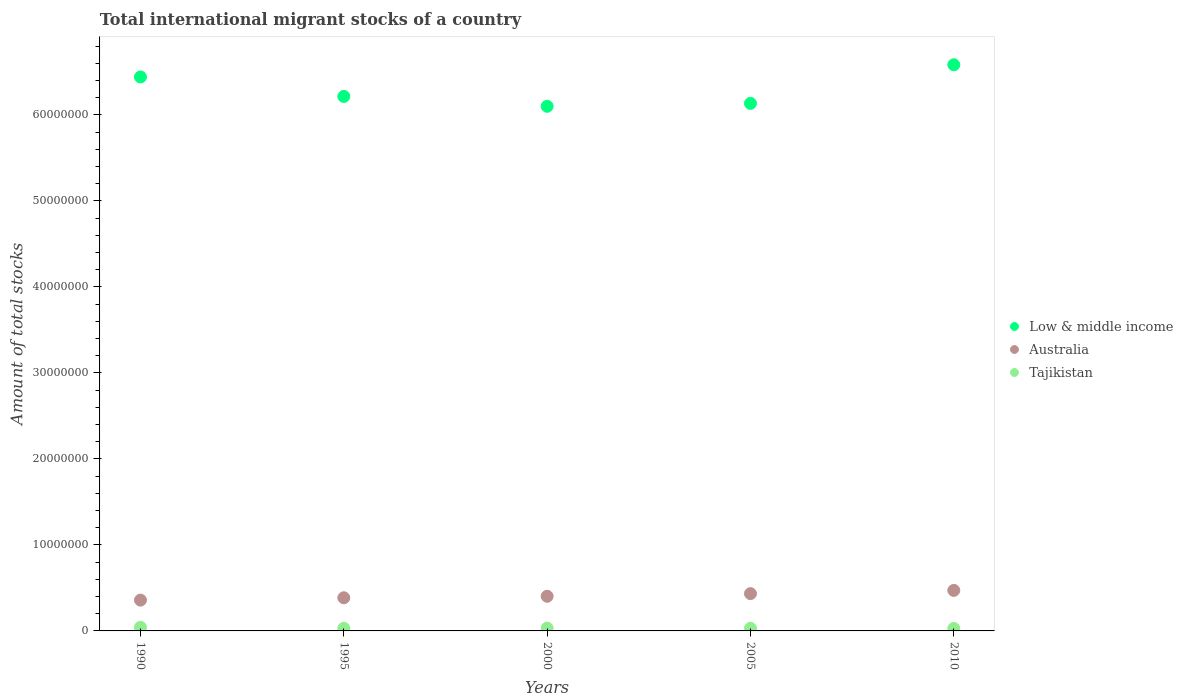 Total international migrant stocks of a country
Amount of total stocks
60000000
50000000
40000000
30000000
20000000
10000000
0
1990
1995
2000
2005
2010
Years
Low & middle income
Australia
Tajikistan